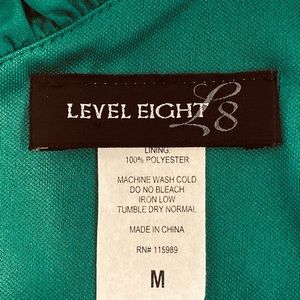 LEVEL EIGHT L8
LINING:
100% POLYESTER
MACHINE WASH COLD
DO NOT BLEACH
IRON LOW
TUMBLE DRY NORMAL
MADE IN CHINA
RN# 115989
M